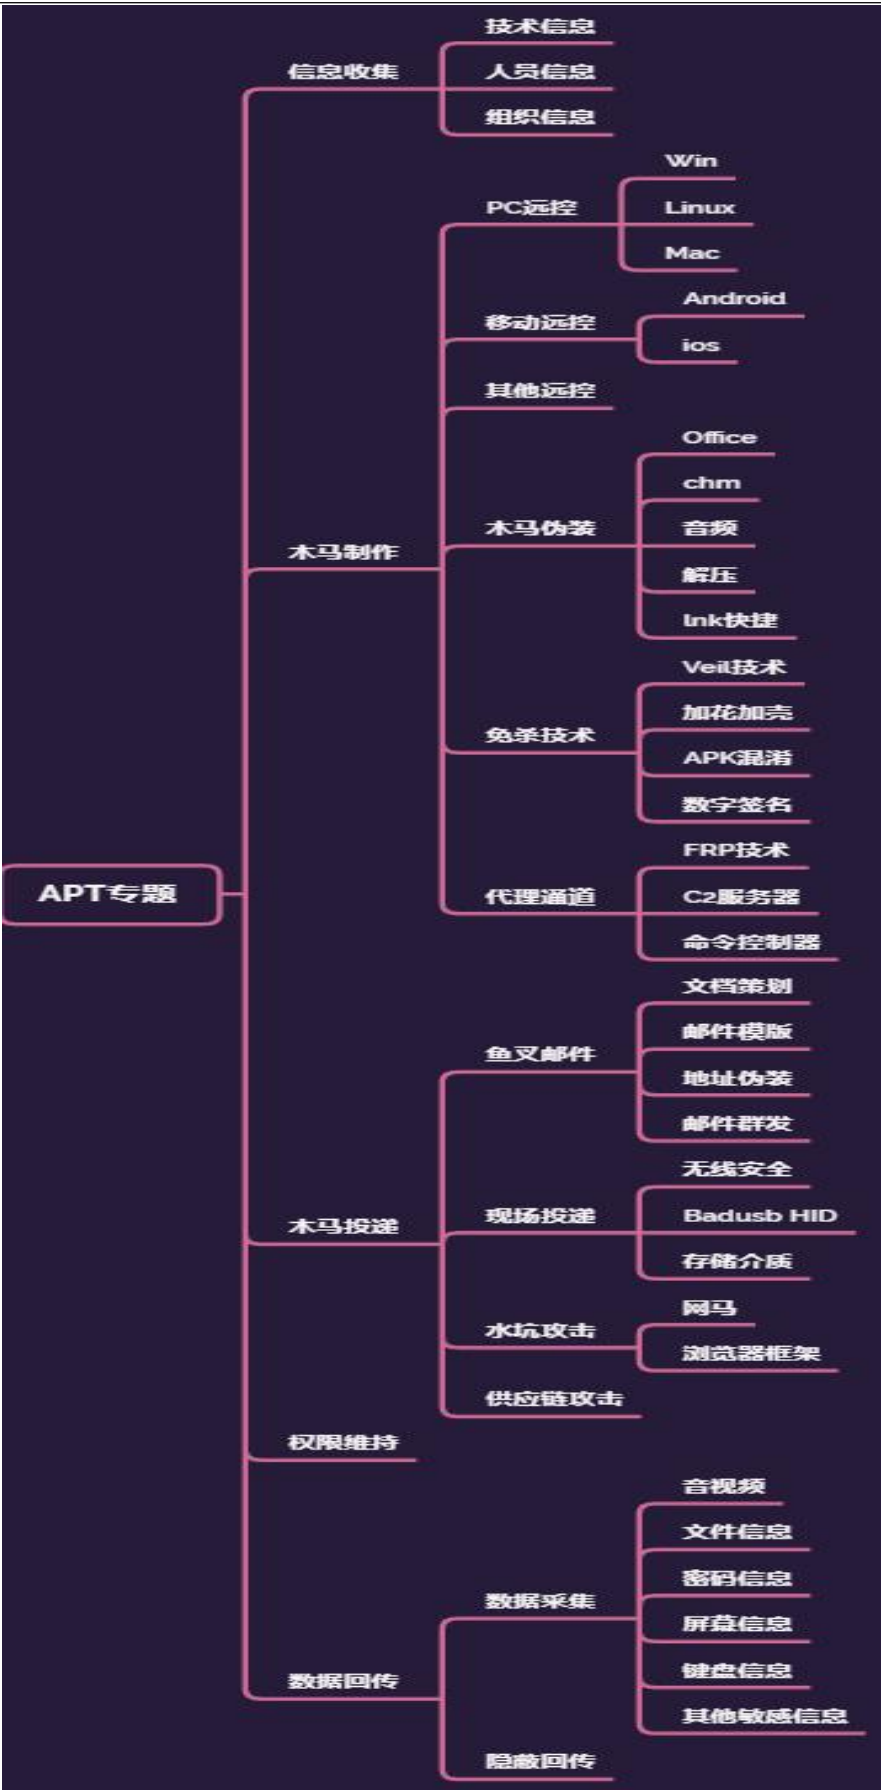 技术信息
信息收集
人员信息
组织信息
Win
PC远控
Linux
Mac
Android
移动远控
ios
其他远控
Office
chm
木马伪装
音频
木马制作
解压
lnk快捷
Veil技术
加花加壳
免杀技术
APK混淆
数字签名
FRP技术
APT专题
代理通道
C2服务器
命令控制器
文档策划
邮件模版
鱼叉邮件
地址伪装
邮件群发
无线安全
木马投递
现场投递
Badusb HID
存储介质
网马
水坑攻击
浏览器框架
供应链攻击
权限维持
音视频
文件信息
密码信息
数据采集
屏幕信息
键盘信息
数据回传
其他敏感信息
隐蔽回传